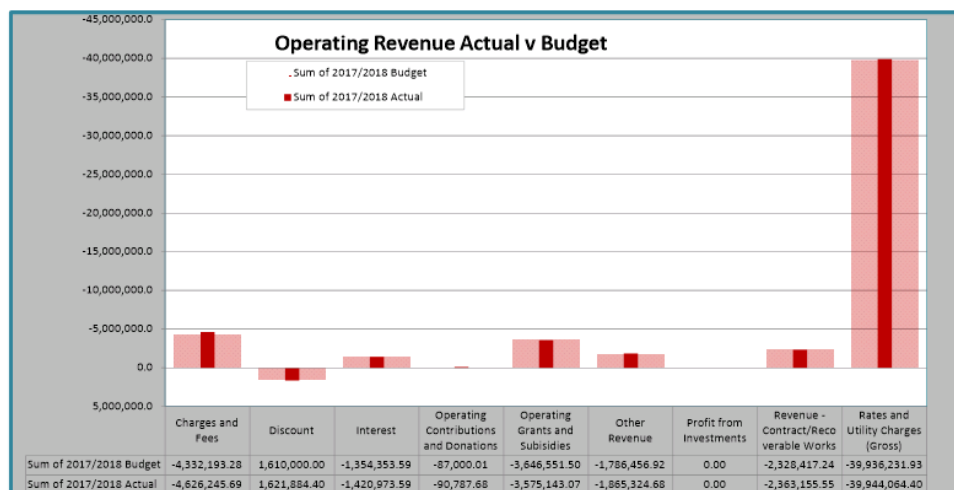 Operating Revenue Actual v Budget
Sum of 2017/2018 Budget
Sum of 2017/2018 Actual
-45,000,000.0
-40,000,000.0
-35,000,000.0
-30,000,000.0
-25,000,000.0
-20,000,000.0
-15,000,000.0
-10,000,000.0
-5,000,000.0
0.0
5,000,000.0
Charges and
Fees
Discount
Interest
Operating
Contributions
and Donations
Operating
Grants and
Subisidies
Other
Revenue
Profit from
Investments
Revenue -
Contract/Reco
verable Works
Rates and
Utility Charges
(Gross)
Sum of 2017/2018 Budget -4,332,193.28 1,610,000.00 -1,354,353.59 -87,000.01 -3,646,551.50 -1,786,456.92 0.00 -2,328,417.24 -39,936,231.93
Sum of 2017/2018 Actual -4,626,245.69 1,621,884.40 -1,420,973.59 -90,787.68 -3,575,143.07 -1,865,324.68 0.00 -2,363,155.55 -39,944,064.40